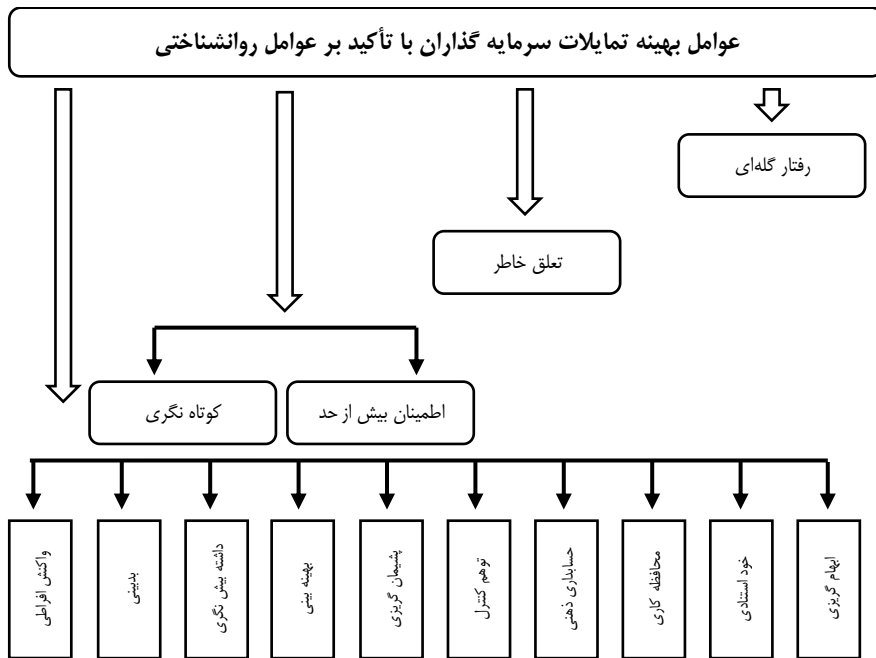 عوامل بهینه تمایلات سرمایه گذاران با تأکید بر عوامل روانشناختی
رفتار گله‌ای
تعلق خاطر
اطمینان بیش از حد
کوتاه نگری
ابهام گریزی
خود استنادی
محافظه کاری
حسابداری ذهنی
توهم کنترل
پشیمان گریزی
بهینه بینی
داشته بیش نگری
بدبینی
واکنش افراطی